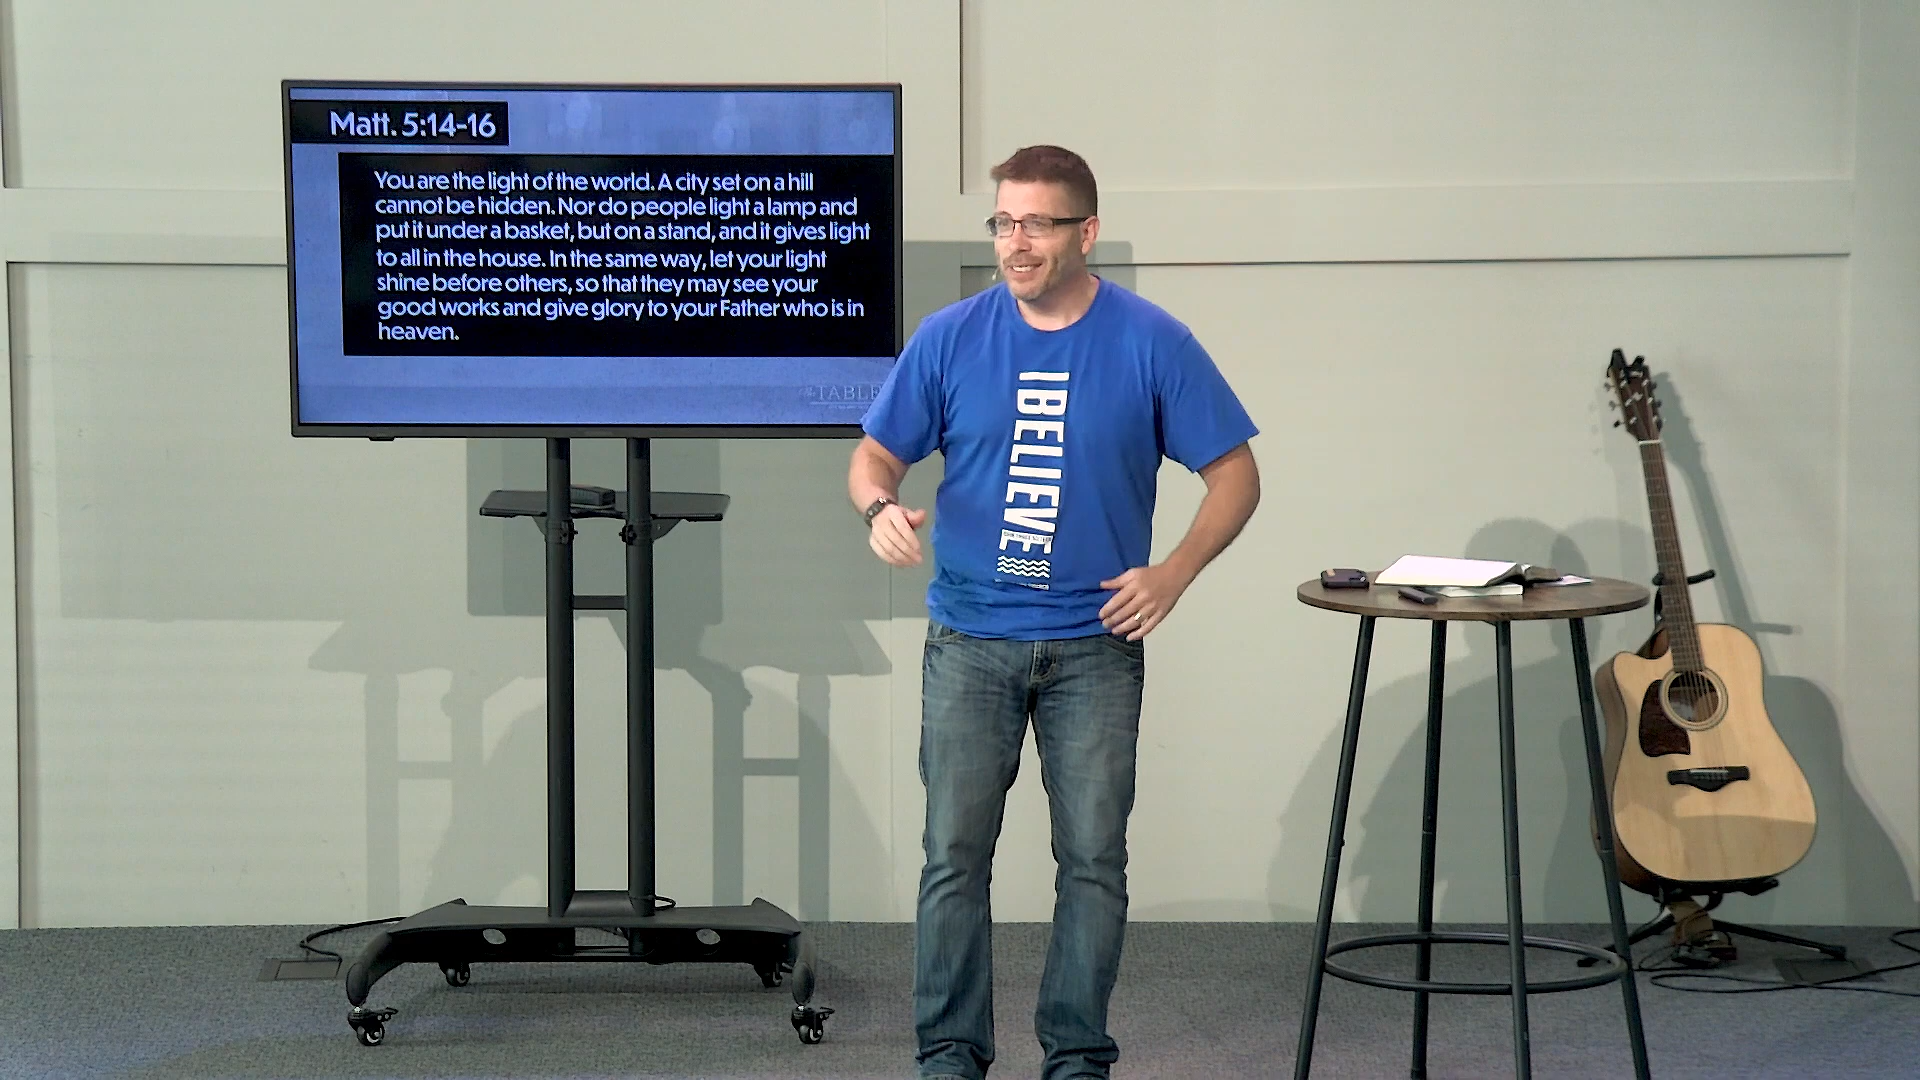 Matt. 5:14-16
You are the light of the world. A city set on a hill
cannot be hidden. Nor do people light a lamp and
put it under a basket, but on a stand, and it gives light
to all in the house. In the same way, let your light
shine before others, so that they may see your
good works and give glory to your Father who is in
heaven.
TABLE
I BELIEVE